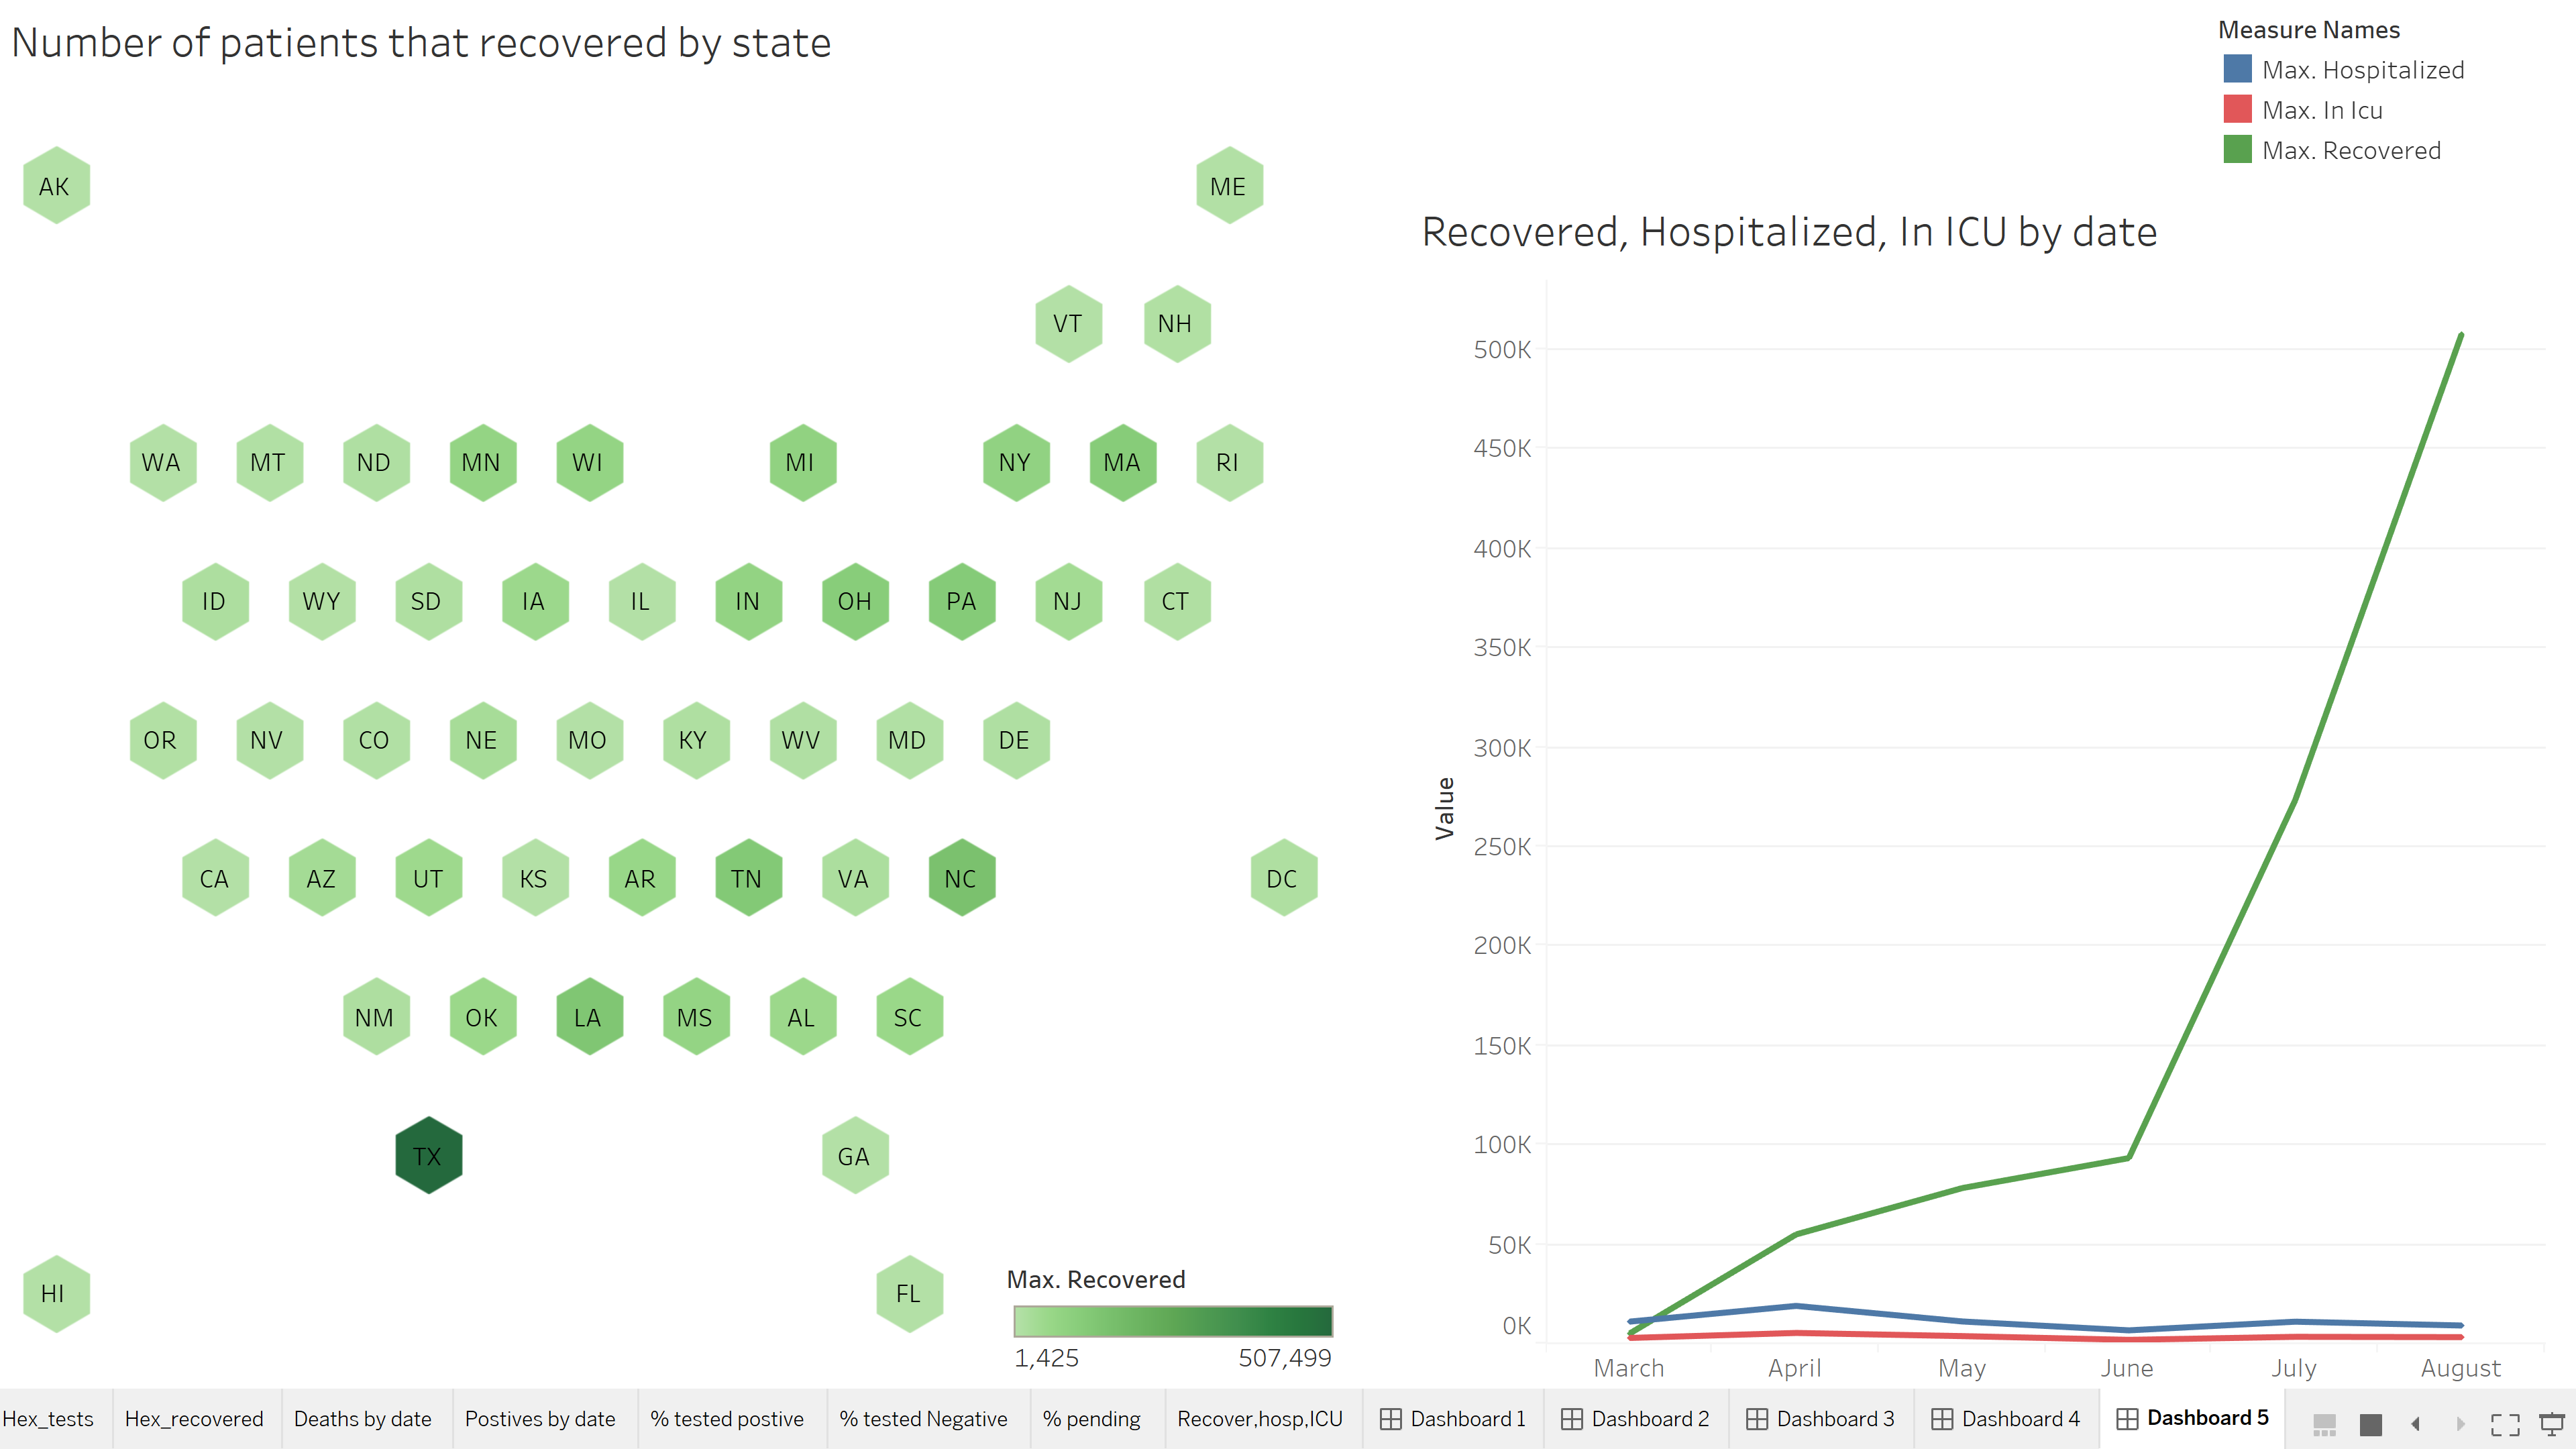 Number of patients that recovered by state
AK
ME
VT NH
WA MT ND MN WI MI NY MA RI
ID WY SD IA IL IN OH PA NJ CT
OR NV CO NE MO KY WV MD DE
CA AZ UT KS AR TN VA NC DC
NM OK LA MS AL SC
TX GA
HI FL
Max. Recovered
1,425 507,499
Measure Names
Max. Hospitalized
Max. In Icu
Max. Recovered
Recovered, Hospitalized, In ICU by date
500K
450K
400K
350K
300K
250K
200K
150K
100K
50K
0K
Value
March April May June July August
Hex_tests Hex_recovered Deaths by date Postives by date % tested postive % tested Negative % pending Recover,hosp,ICU Dashboard 1 Dashboard 2 Dashboard 3 Dashboard 4 Dashboard 5